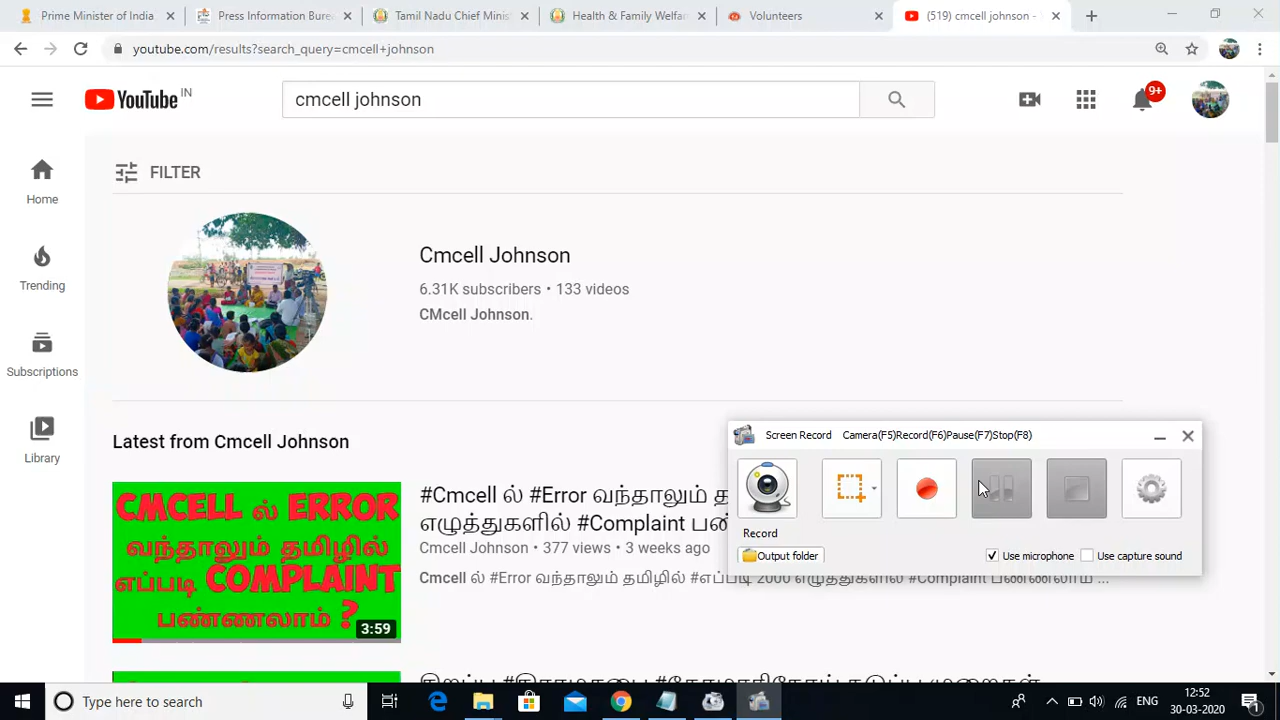 Prime Minister of India
Press Information Bure
Tamil Nadu Chief Minist
Health & Family Welfar
Volunteers
(519) cmcell johnson -
youtube.com/results?search_query=cmcell+johnson
YouTube IN
cmcell johnson
9+
FILTER
Home
Trending
Subscriptions
Library
Cmcell Johnson
6.31K subscribers • 133 videos
CMcell Johnson.
Latest from Cmcell Johnson
CMCELL ல் ERROR
வந்தாலும் தமிழில்
எப்படி COMPLAINT
பண்ணலாம் ?
3:59
#Cmcell ல் #Error வந்தாலும் த
எழுத்துகளில் #Complaint பண்
Cmcell Johnson • 377 views • 3 weeks ago
Cmcell ல் #Error வந்தாலும் தமிழில் #எப்படி 2000 எழுத்துகளில் #Complaint பண்ணலாம் ...
Screen Record Camera(F5)Record(F6)Pause(F7)Stop(F8)
Record
Output folder
Use microphone
Use capture sound
Type here to search
ENG
12:52
30-03-2020
1